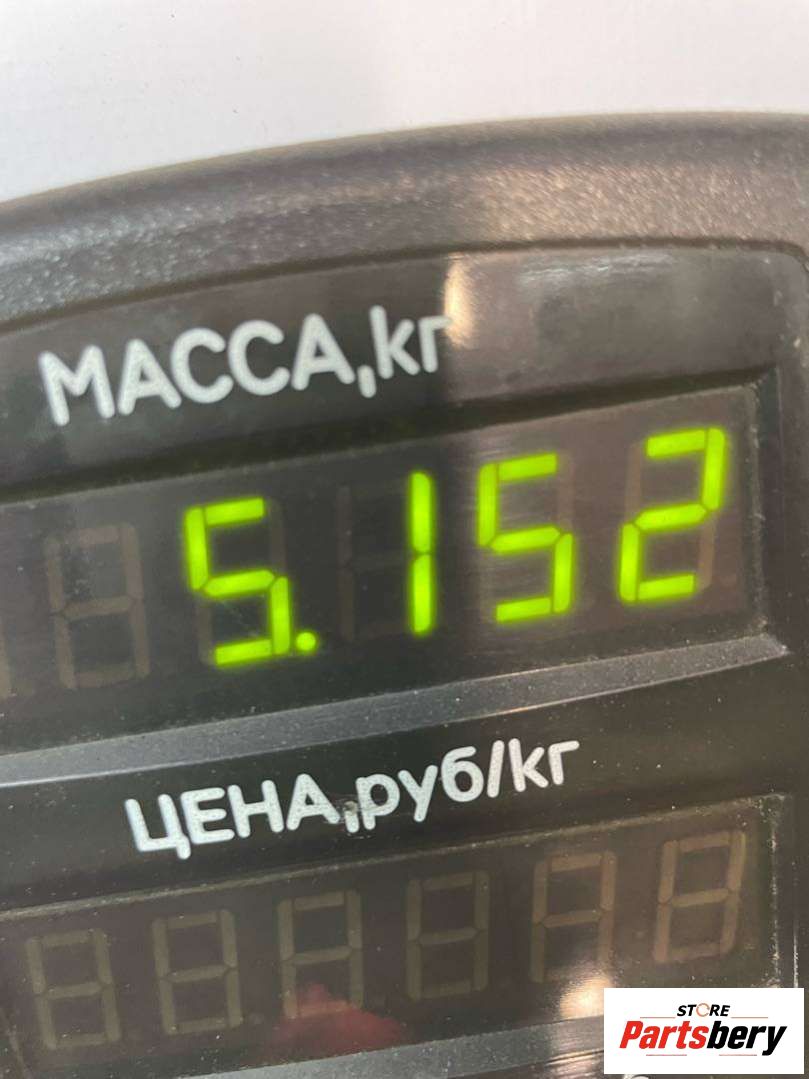 МАССА,кг
5.152
ЦЕНА,руб/кг
STORE
Partsbery